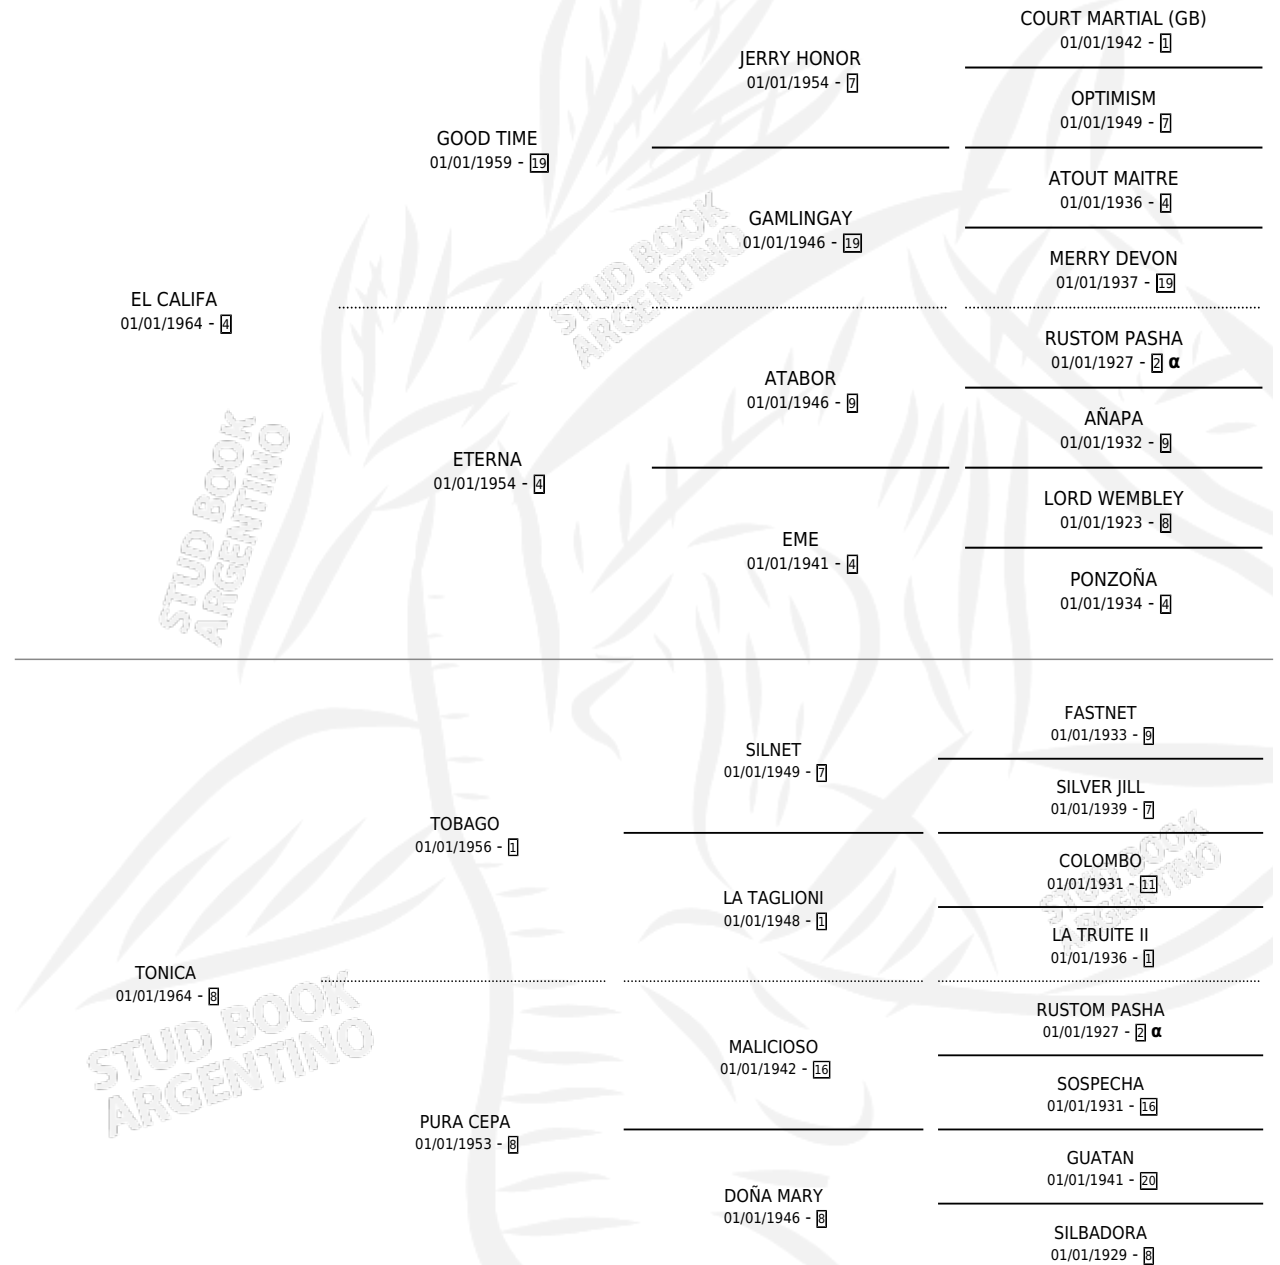 COURT MARTIAL (GB)
01/01/1942 - 1
JERRY HONOR
01/01/1954 - 7
OPTIMISM
01/01/1949 - 7
GOOD TIME
01/01/1959 - 19
ATOUT MAITRE
01/01/1936 - 4
GAMLINGAY
01/01/1946 - 19
MERRY DEVON
01/01/1937 - 19
EL CALIFA
01/01/1964 - 4
RUSTOM PASHA
01/01/1927 - 2 α
ATABOR
01/01/1946 - 9
AÑAPA
01/01/1932 - 9
ETERNA
01/01/1954 - 4
LORD WEMBLEY
01/01/1923 - 8
EME
01/01/1941 - 4
PONZOÑA
01/01/1934 - 4
FASTNET
01/01/1933 - 9
SILNET
01/01/1949 - 7
SILVER JILL
01/01/1939 - 7
TOBAGO
01/01/1956 - 1
COLOMBO
01/01/1931 - 11
LA TAGLIONI
01/01/1948 - 1
LA TRUITE II
01/01/1936 - 1
TONICA
01/01/1964 - 8
RUSTOM PASHA
01/01/1927 - 2 α
MALICIOSO
01/01/1942 - 16
SOSPECHA
01/01/1931 - 16
PURA CEPA
01/01/1953 - 8
GUATAN
01/01/1941 - 20
DOÑA MARY
01/01/1946 - 8
SILBADORA
01/01/1929 - 8
STUD BOOK
ARGENTINO
STUD BOOK
ARGENTINO
STUD BOOK
ARGENTINO
STUD BOOK
ARGENTINO